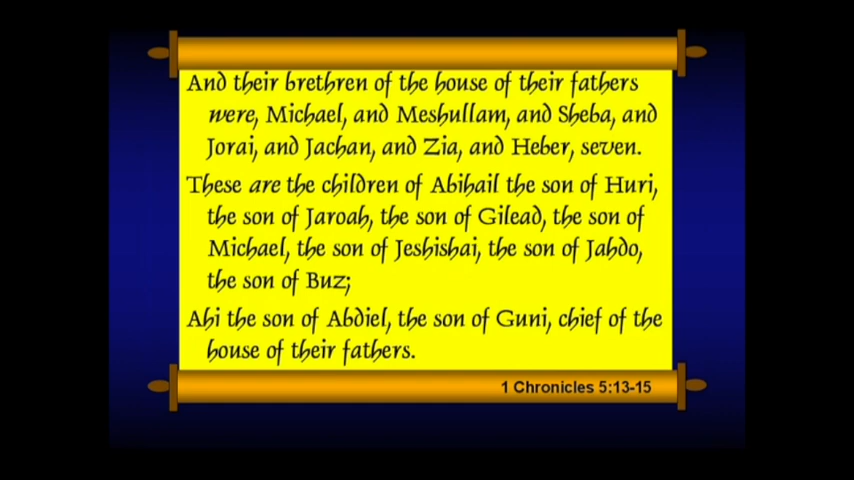 And their brethren of the house of their fathers
were, Michael, and Meshullam, and Sheba, and
Jorai, and Jachan, and Zia, and Heber, seven.
These are the children of Abihail the son of Huri,
the son of Jaroah, the son of Gilead, the son of
Michael, the son of Jeshishai, the son of Jahdo,
the son of Buz;
Ahi the son of Abdiel, the son of Guni, chief of the
house of their fathers.
1 Chronicles 5:13-15